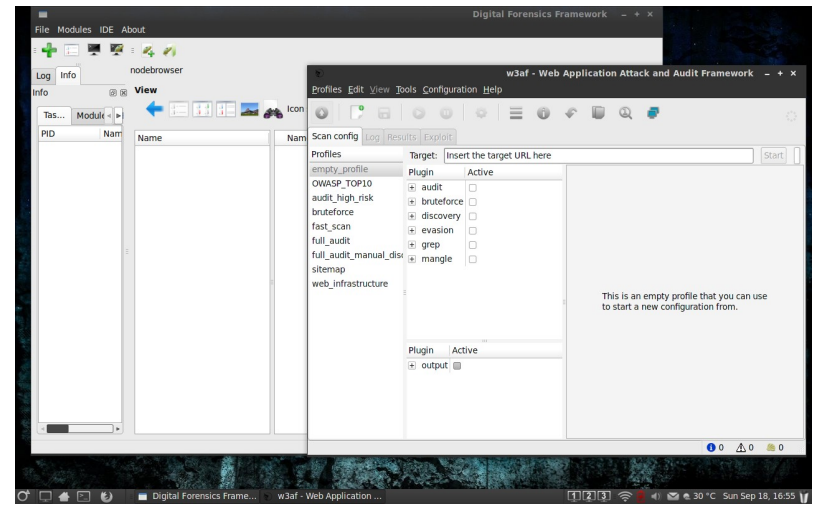 Digital Forensics Framework
File Modules IDE About
Log Info
nodebrowser
Info
View
Tas... Module
Icon
PID Nam
Name
Nam
w3af - Web Application Attack and Audit Framework
Profiles Edit View Tools Configuration Help
Scan config Log Results Exploit
Profiles
empty_profile
OWASP_TOP10
audit_high_risk
bruteforce
fast_scan
full_audit
full_audit_manual_disc
sitemap
web_infrastructure
Target: Insert the target URL here
Start
Plugin Active
audit
bruteforce
discovery
evasion
grep
mangle
This is an empty profile that you can use
to start a new configuration from.
Plugin Active
output
0 0 0
Digital Forensics Frame...
w3af - Web Application ...
1 2 3
30 °C Sun Sep 18, 16:55